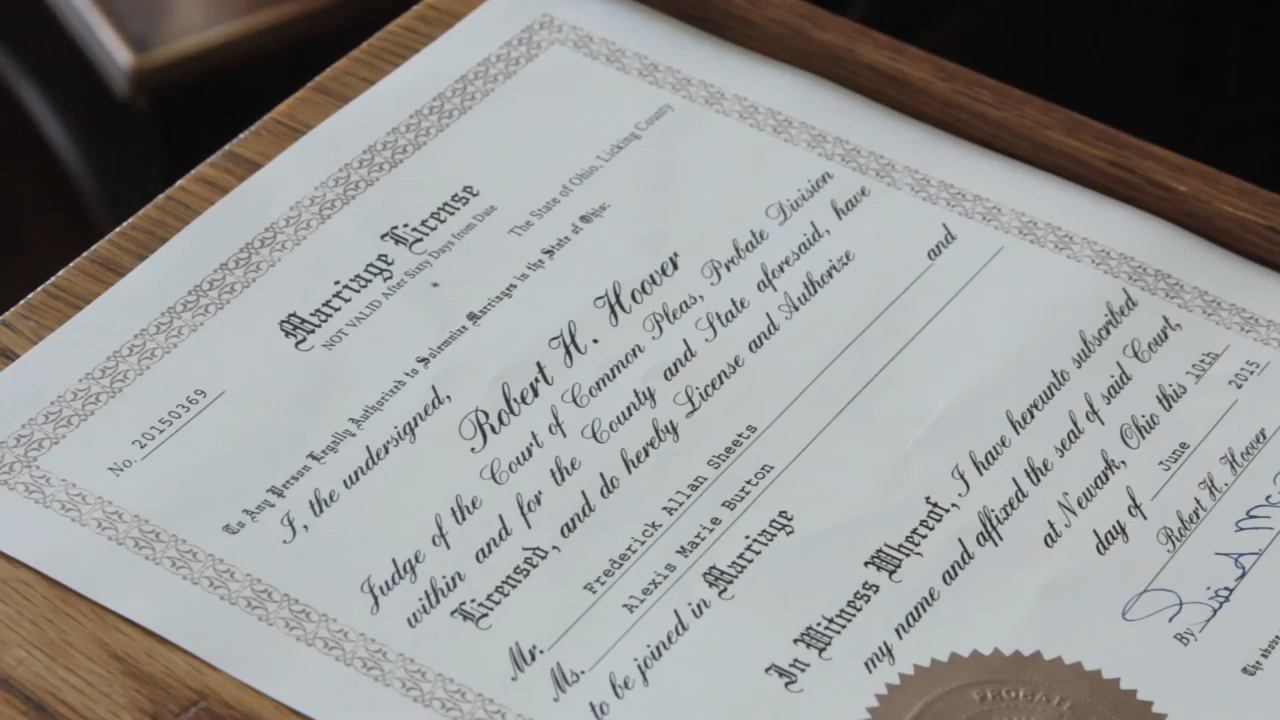 No. 20150369
Marriage License
NOT VALID After Sixty Days from Date
*
The State of Ohio, Licking County
To Any Person Legally Authorized to Solemnize Marriages in the State of Ohio:
I, the undersigned,
Robert H. Hoover
Judge of the Court of Common Pleas, Probate Division
within and for the County and State aforesaid, have
Licensed, and do hereby License and Authorize
Mr. Frederick Allan Sheets and
Ms. Alexis Marie Burton
to be joined in Marriage
In Witness Whereof, I have hereunto subscribed
my name and affixed the seal of said Court,
at Newark, Ohio this 10th
day of June 2015
Robert H. Hoover
By
The above
PROBATE